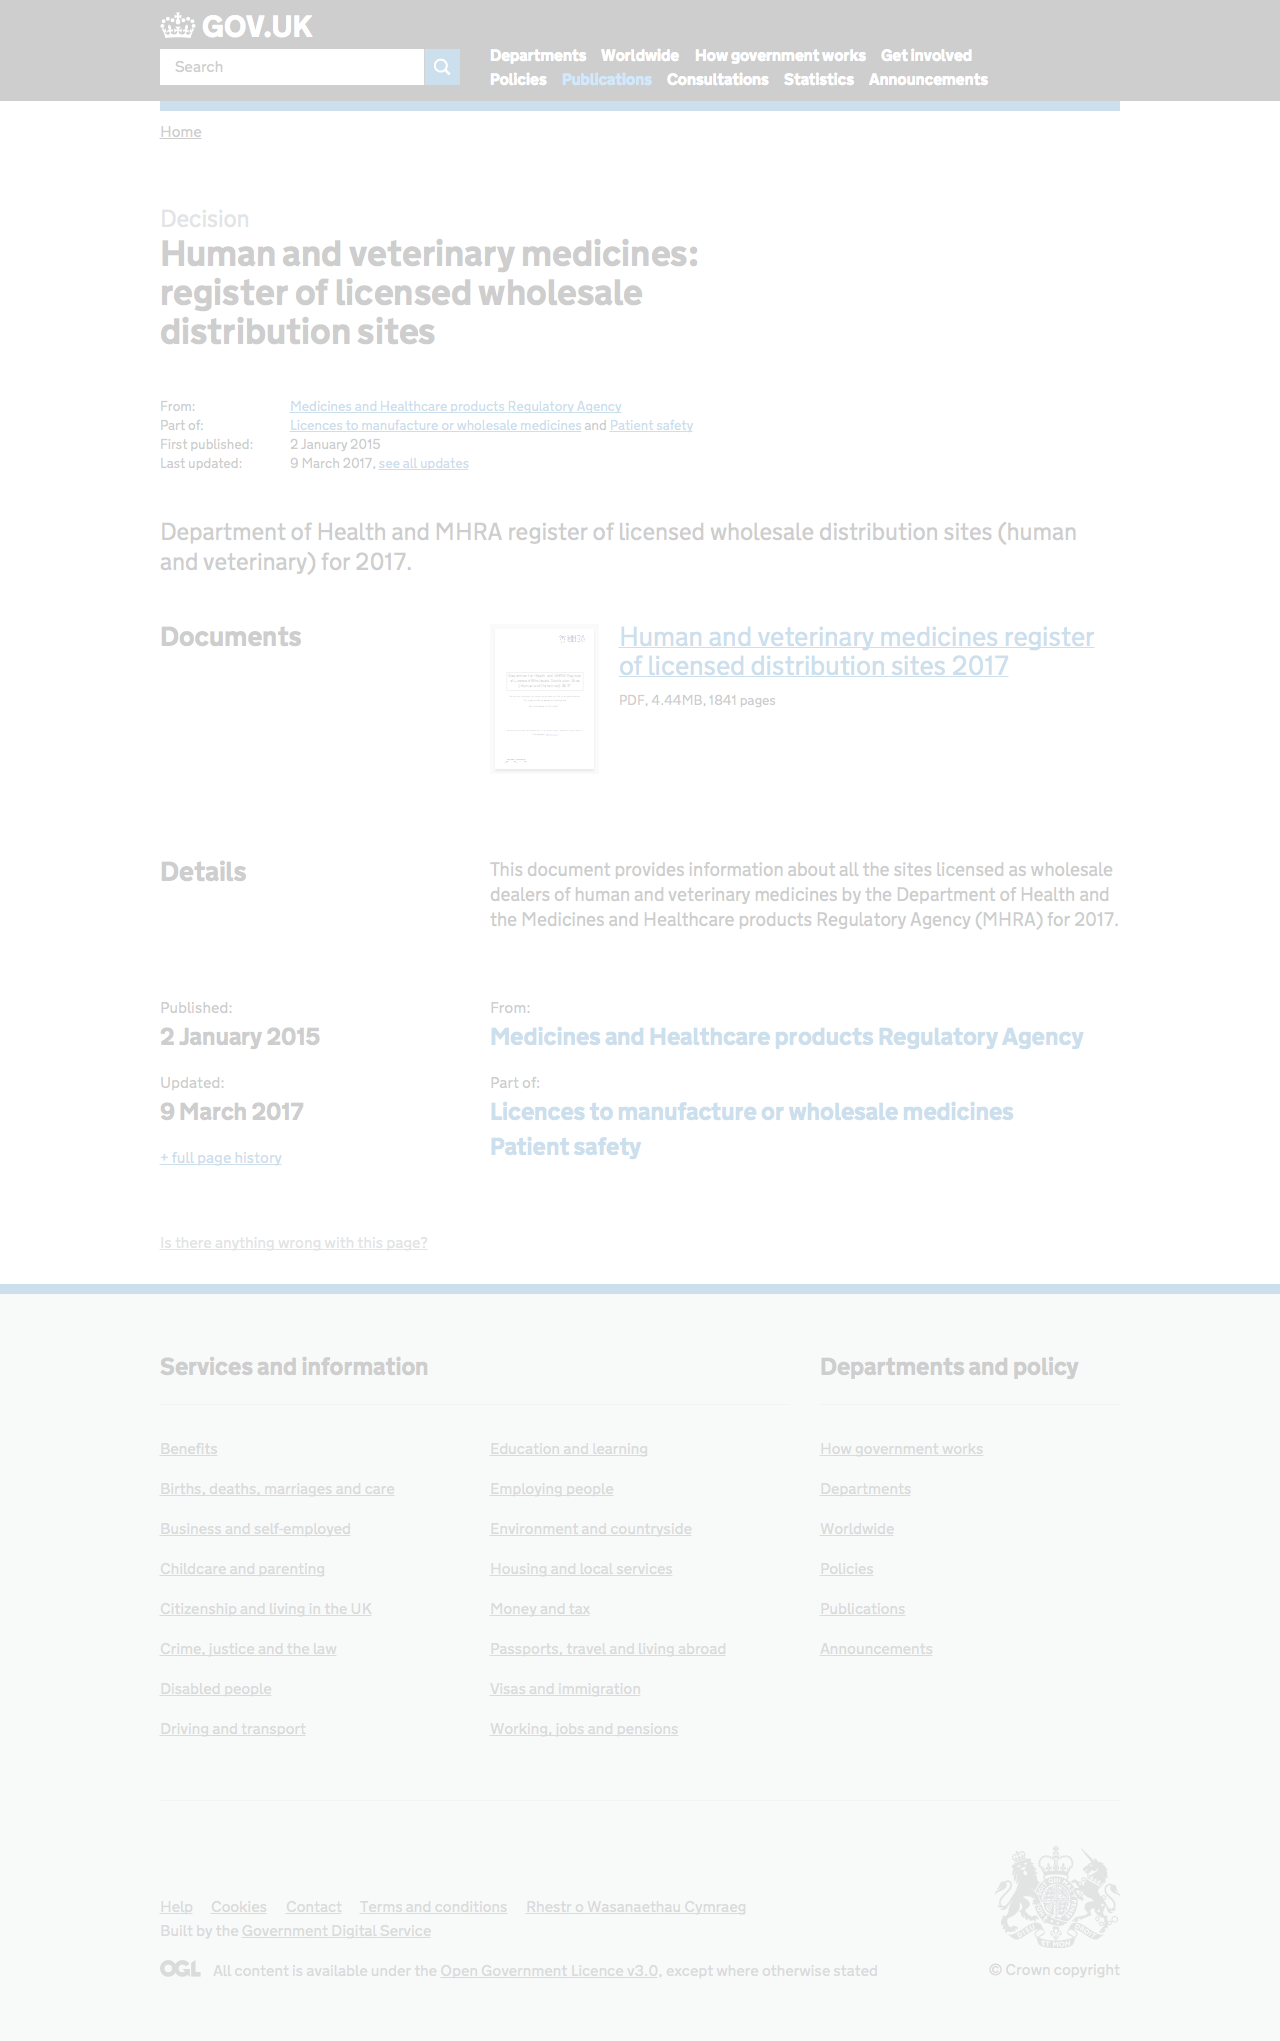 GOV.UK
Search
Departments Worldwide How government works Get involved
Policies Publications Consultations Statistics Announcements
Home
Decision
Human and veterinary medicines:
register of licensed wholesale
distribution sites
From: Medicines and Healthcare products Regulatory Agency
Part of: Licences to manufacture or wholesale medicines and Patient safety
First published: 2 January 2015
Last updated: 9 March 2017, see all updates
Department of Health and MHRA register of licensed wholesale distribution sites (human
and veterinary) for 2017.
Documents
Human and veterinary medicines register
of licensed distribution sites 2017
PDF, 4.44MB, 1841 pages
Details
This document provides information about all the sites licensed as wholesale
dealers of human and veterinary medicines by the Department of Health and
the Medicines and Healthcare products Regulatory Agency (MHRA) for 2017.
Published:
2 January 2015
Updated:
9 March 2017
+ full page history
From:
Medicines and Healthcare products Regulatory Agency
Part of:
Licences to manufacture or wholesale medicines
Patient safety
Is there anything wrong with this page?
Services and information
Benefits
Births, deaths, marriages and care
Business and self-employed
Childcare and parenting
Citizenship and living in the UK
Crime, justice and the law
Disabled people
Driving and transport
Education and learning
Employing people
Environment and countryside
Housing and local services
Money and tax
Passports, travel and living abroad
Visas and immigration
Working, jobs and pensions
Departments and policy
How government works
Departments
Worldwide
Policies
Publications
Announcements
Help Cookies Contact Terms and conditions Rhestr o Wasanaethau Cymraeg
Built by the Government Digital Service
OGL All content is available under the Open Government Licence v3.0, except where otherwise stated
© Crown copyright